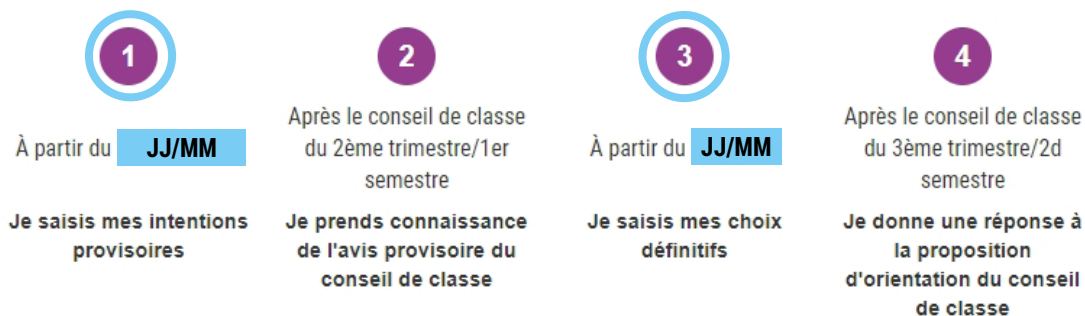 1
À partir du JJ/MM
Je saisis mes intentions
provisoires
2
Après le conseil de classe
du 2ème trimestre/1er
semestre
Je prends connaissance
de l'avis provisoire du
conseil de classe
3
À partir du JJ/MM
Je saisis mes choix
définitifs
4
Après le conseil de classe
du 3ème trimestre/2d
semestre
Je donne une réponse à
la proposition
d'orientation du conseil
de classe